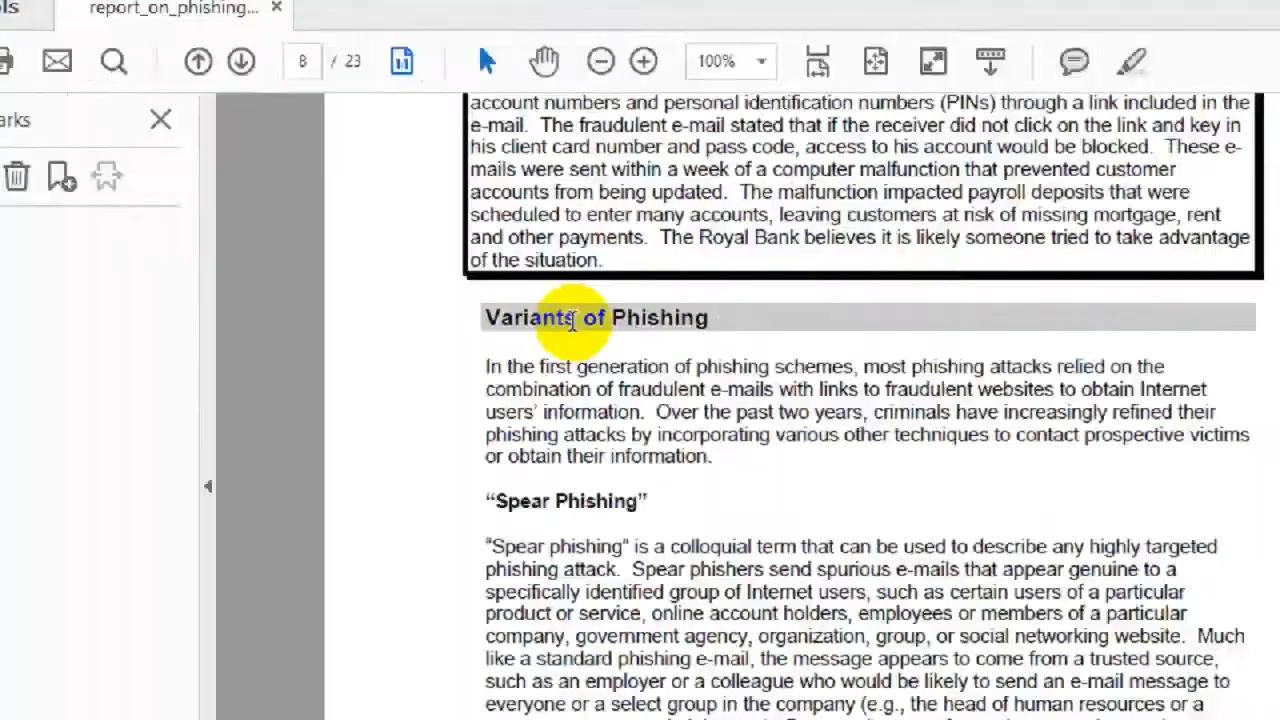 report_on_phishing...
8 / 23
100%
account numbers and personal identification numbers (PINs) through a link included in the
e-mail. The fraudulent e-mail stated that if the receiver did not click on the link and key in
his client card number and pass code, access to his account would be blocked. These e-
mails were sent within a week of a computer malfunction that prevented customer
accounts from being updated. The malfunction impacted payroll deposits that were
scheduled to enter many accounts, leaving customers at risk of missing mortgage, rent
and other payments. The Royal Bank believes it is likely someone tried to take advantage
of the situation.
Variants of Phishing
In the first generation of phishing schemes, most phishing attacks relied on the
combination of fraudulent e-mails with links to fraudulent websites to obtain Internet
users' information. Over the past two years, criminals have increasingly refined their
phishing attacks by incorporating various other techniques to contact prospective victims
or obtain their information.
“Spear Phishing”
“Spear phishing” is a colloquial term that can be used to describe any highly targeted
phishing attack. Spear phishers send spurious e-mails that appear genuine to a
specifically identified group of Internet users, such as certain users of a particular
product or service, online account holders, employees or members of a particular
company, government agency, organization, group, or social networking website. Much
like a standard phishing e-mail, the message appears to come from a trusted source,
such as an employer or a colleague who would be likely to send an e-mail message to
everyone or a select group in the company (e.g., the head of human resources or a